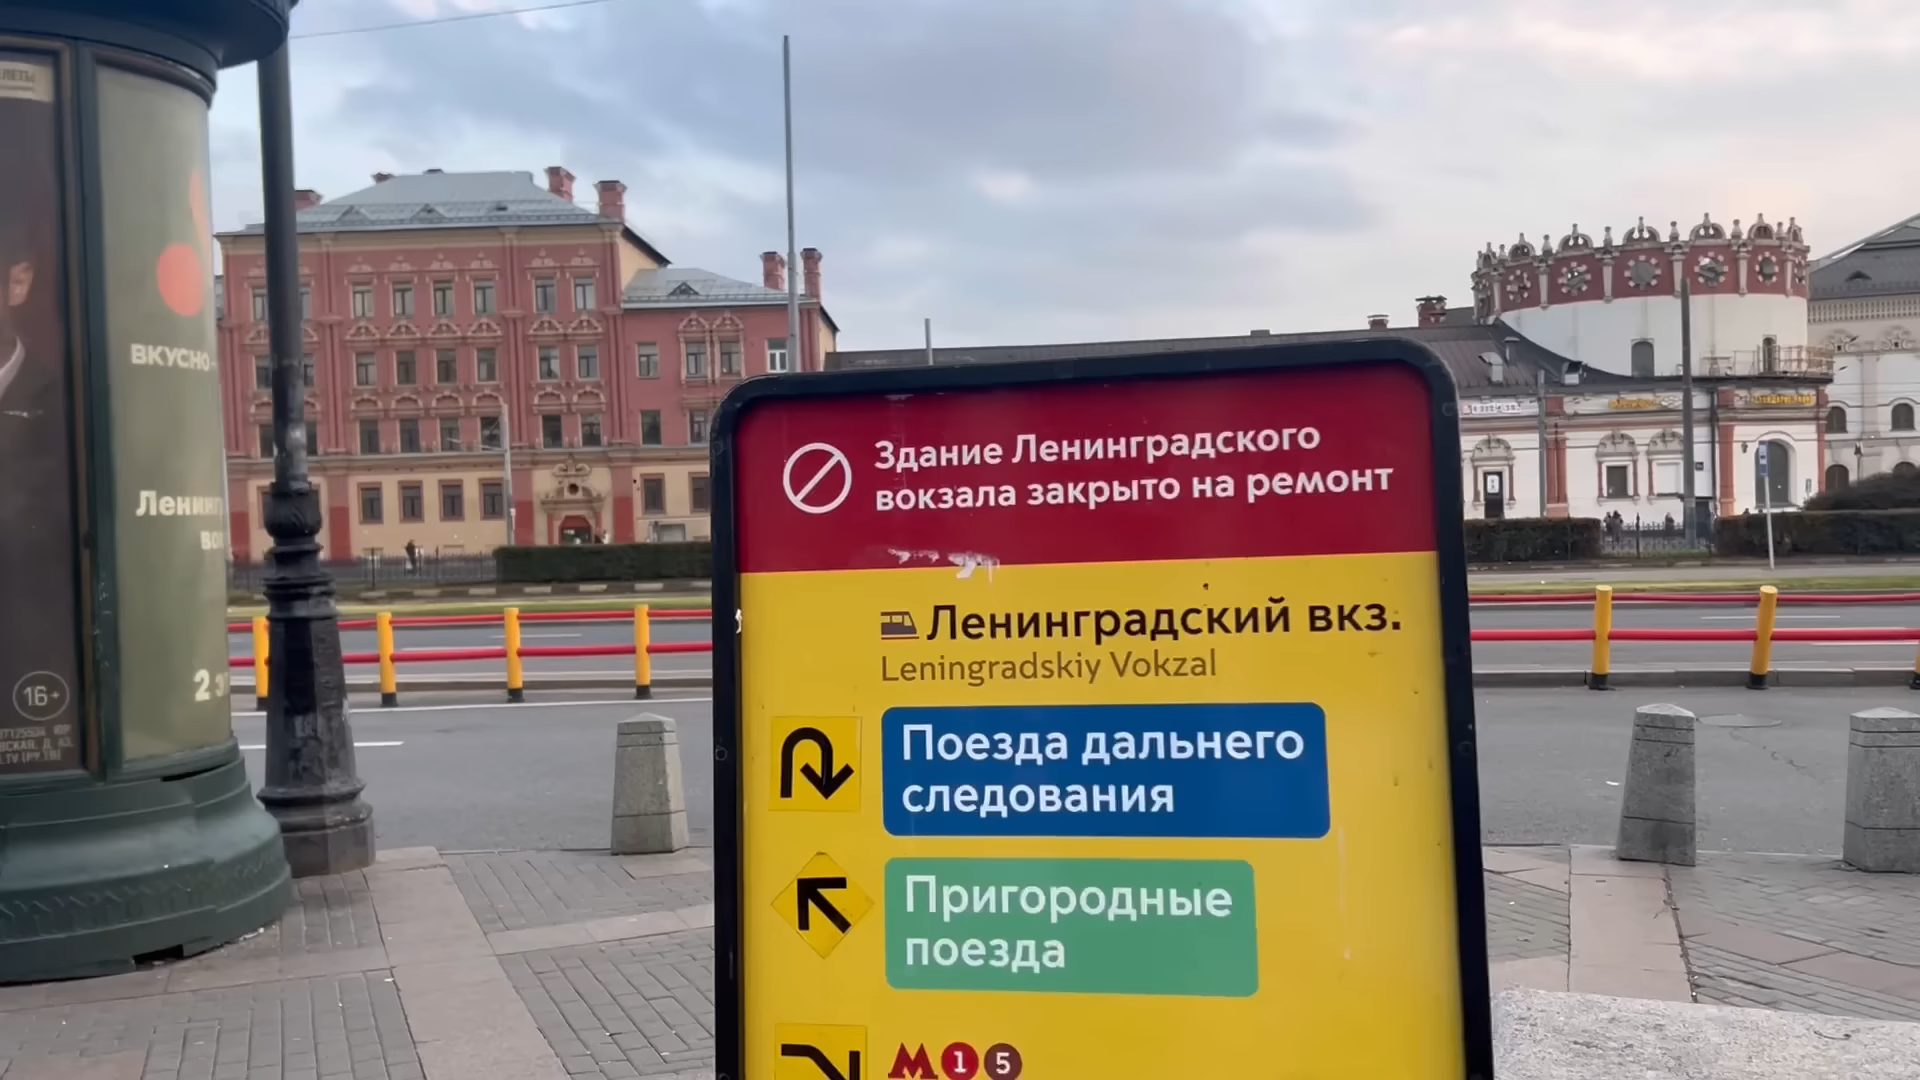 ВКУСНО-
16+
Здание Ленинградского
вокзала закрыто на ремонт
Ленинградский вкз.
Leningradskiy Vokzal
Поезда дальнего
следования
Пригородные
поезда
М 1 5